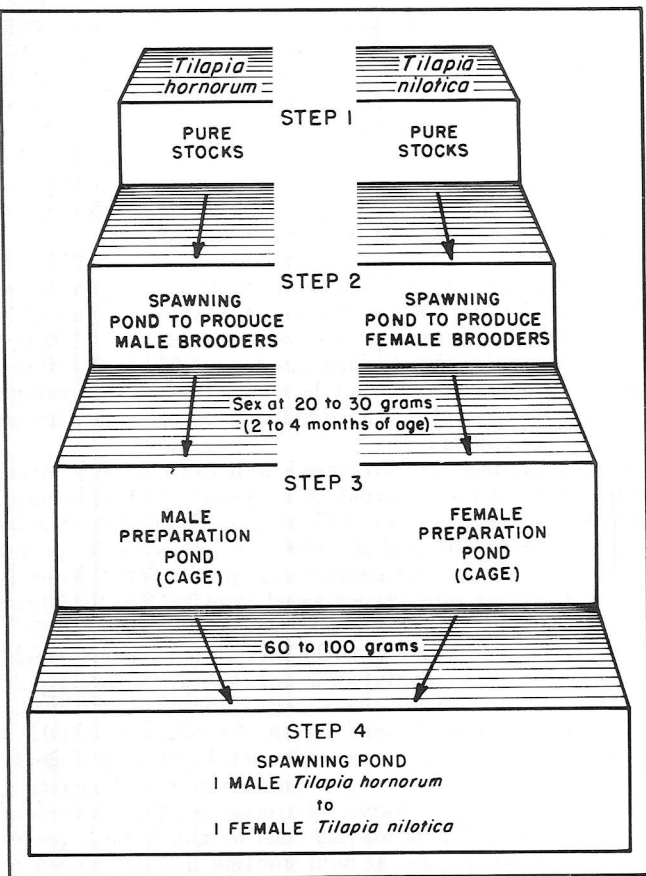 Tilapia
hornorum
Tilapia
nilotica
STEP 1
PURE
STOCKS
PURE
STOCKS
STEP 2
SPAWNING
POND TO PRODUCE
MALE BROODERS
SPAWNING
POND TO PRODUCE
FEMALE BROODERS
Sex at 20 to 30 grams
(2 to 4 months of age)
STEP 3
MALE
PREPARATION
POND
(CAGE)
FEMALE
PREPARATION
POND
(CAGE)
60 to 100 grams
STEP 4
SPAWNING POND
1 MALE Tilapia hornorum
to
1 FEMALE Tilapia nilotica